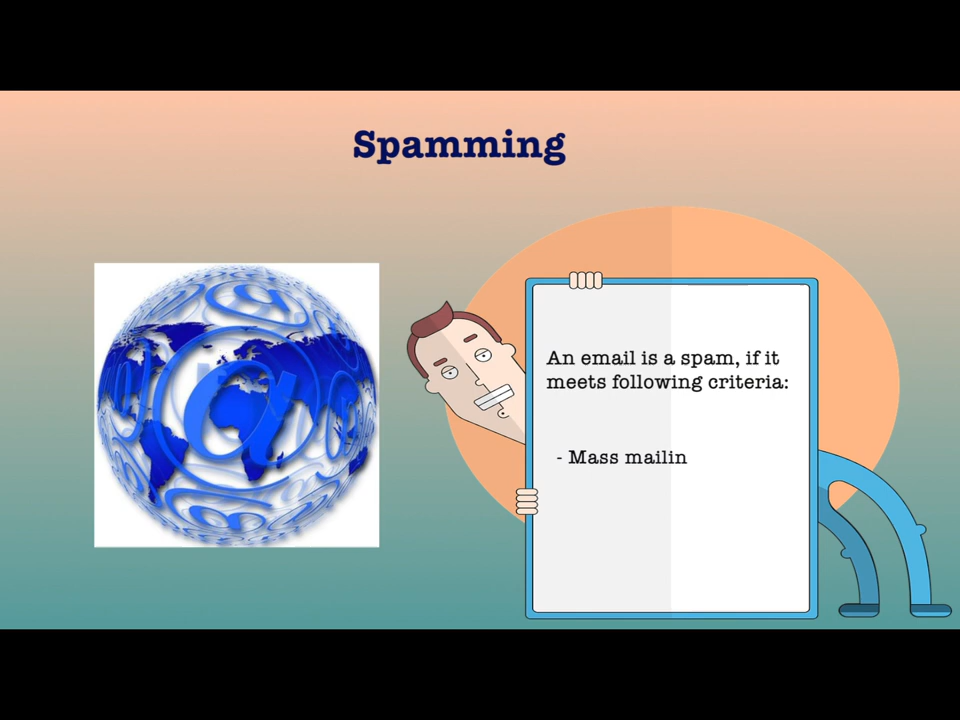 Spamming
An email is a spam, if it
meets following criteria:
- Mass mailin